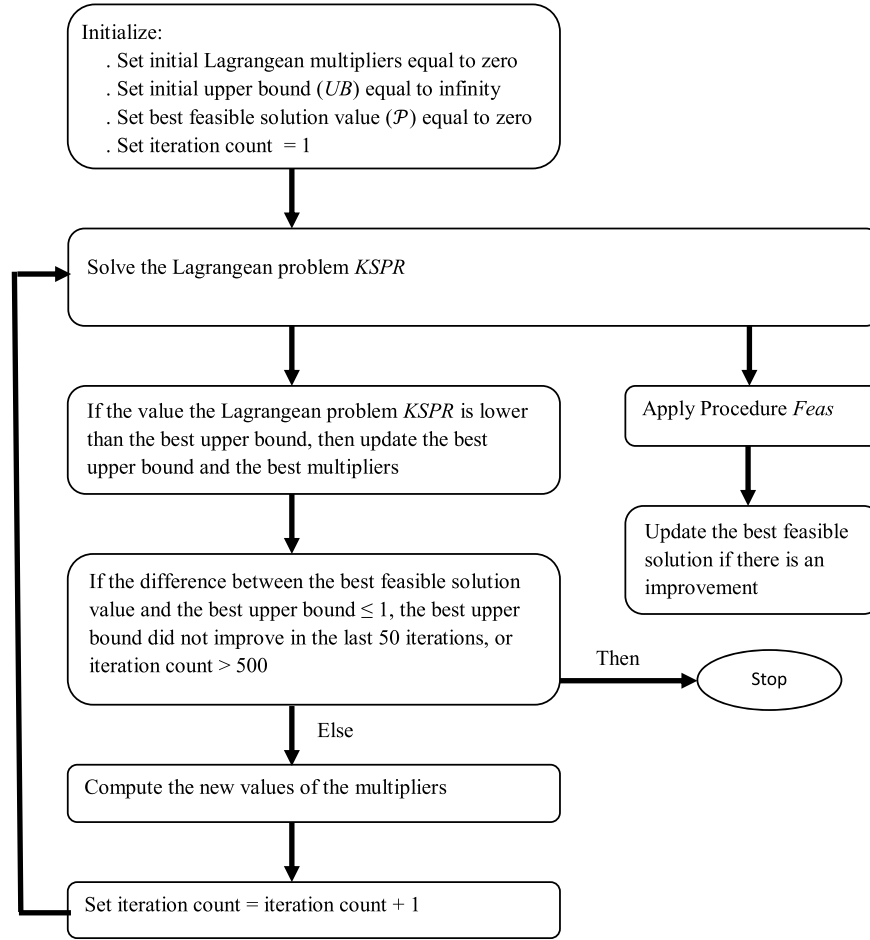 Initialize:
. Set initial Lagrangean multipliers equal to zero
. Set initial upper bound (UB) equal to infinity
. Set best feasible solution value (𝒫) equal to zero
. Set iteration count = 1
Solve the Lagrangean problem KSPR
If the value the Lagrangean problem KSPR is lower
than the best upper bound, then update the best
upper bound and the best multipliers
Apply Procedure Feas
Update the best feasible
solution if there is an
improvement
If the difference between the best feasible solution
value and the best upper bound ≤ 1, the best upper
bound did not improve in the last 50 iterations, or
iteration count > 500
Then
Stop
Else
Compute the new values of the multipliers
Set iteration count = iteration count + 1